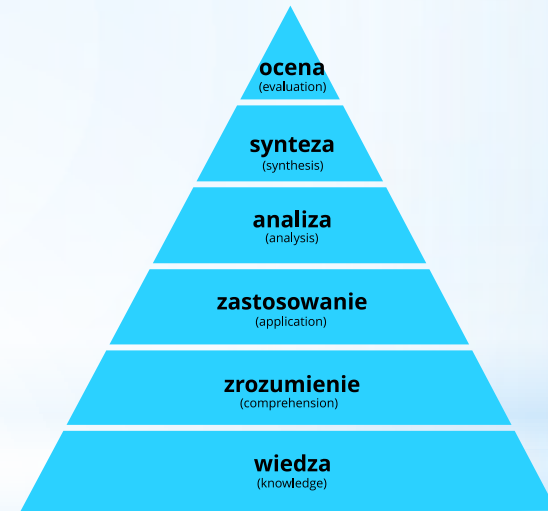 ocena
(evaluation)
synteza
(synthesis)
analiza
(analysis)
zastosowanie
(application)
zrozumienie
(comprehension)
wiedza
(knowledge)